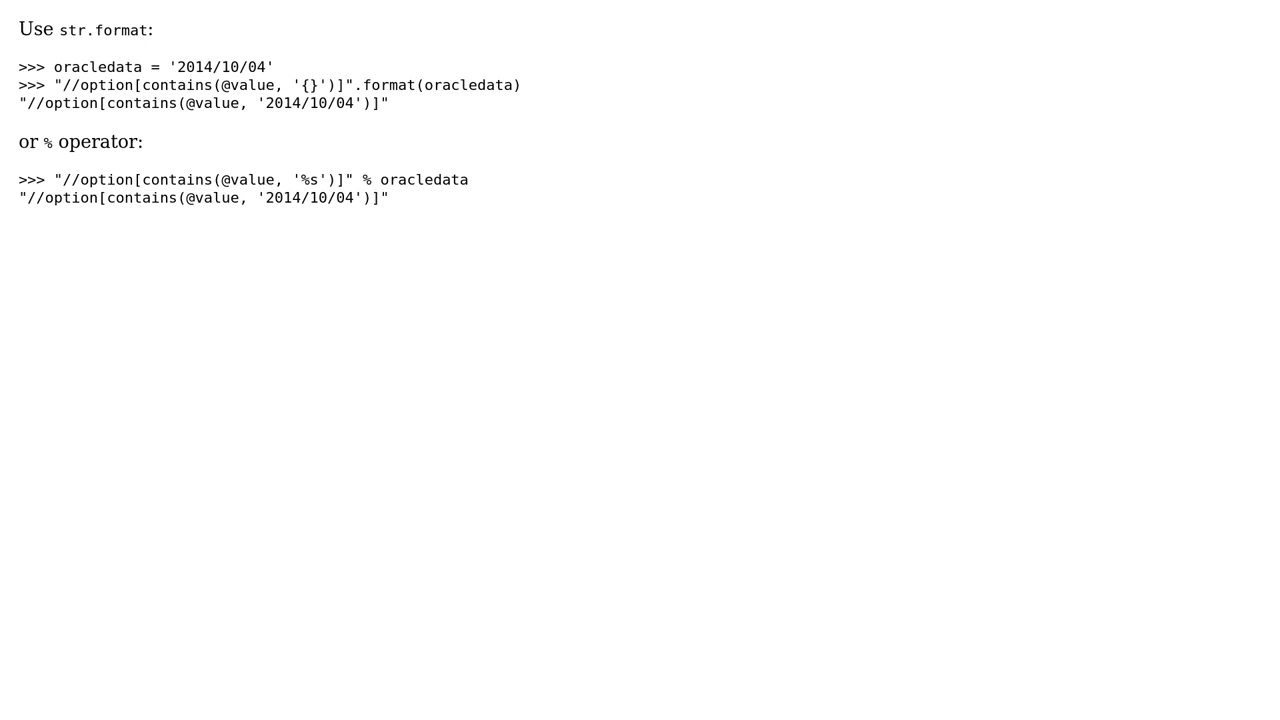 Use str.format:
>>> oracledata = '2014/10/04'
>>> "//option[contains(@value, '{}')]".format(oracledata)
"//option[contains(@value, '2014/10/04')]"
or % operator:
>>> "//option[contains(@value, '%s')]" % oracledata
"//option[contains(@value, '2014/10/04')]"